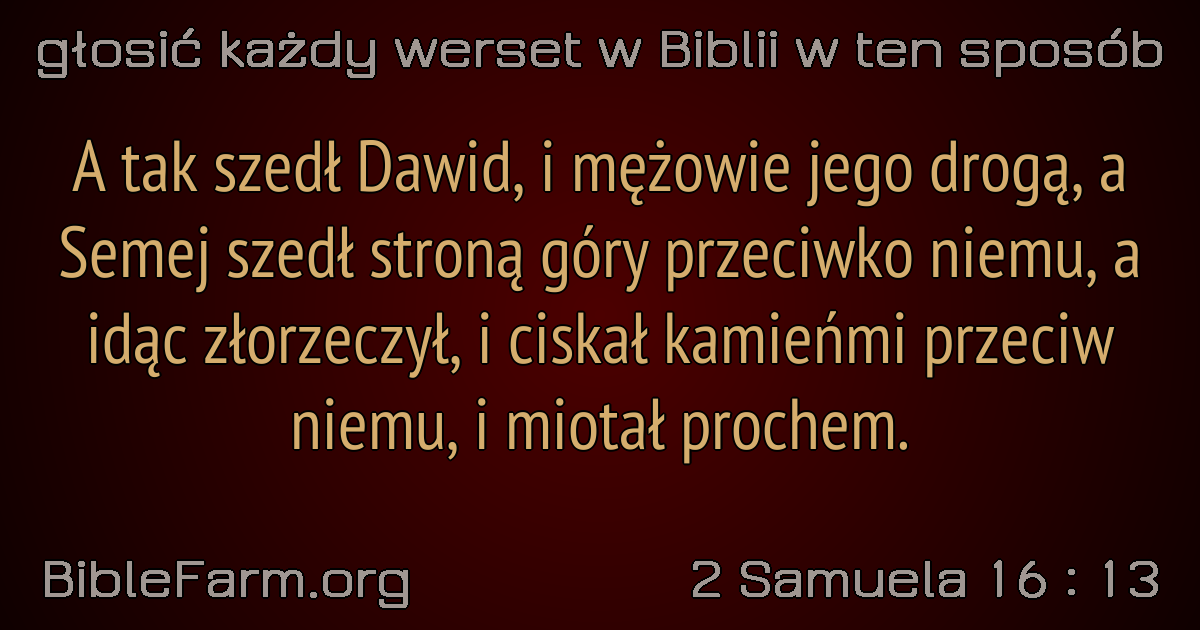 głosić każdy werset w Biblii w ten sposób
A tak szedł Dawid, i mężowie jego drogą, a
Semej szedł stroną góry przeciwko niemu, a
idąc złorzeczył, i ciskał kamieńmi przeciw
niemu, i miotał prochem.
BibleFarm.org
2 Samuela 16 : 13